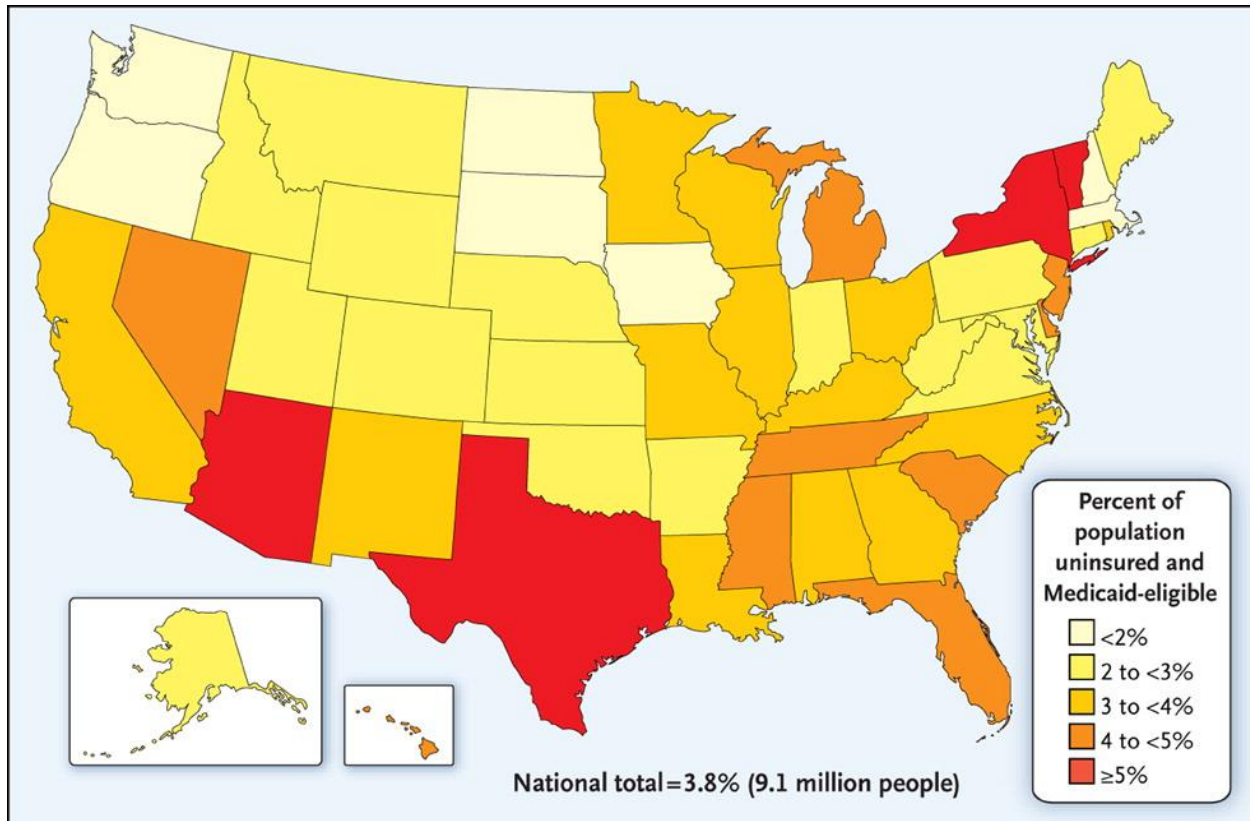 Percent of
population
uninsured and
Medicaid-eligible
<2%
2 to <3%
3 to <4%
4 to <5%
≥5%
National total=3.8% (9.1 million people)